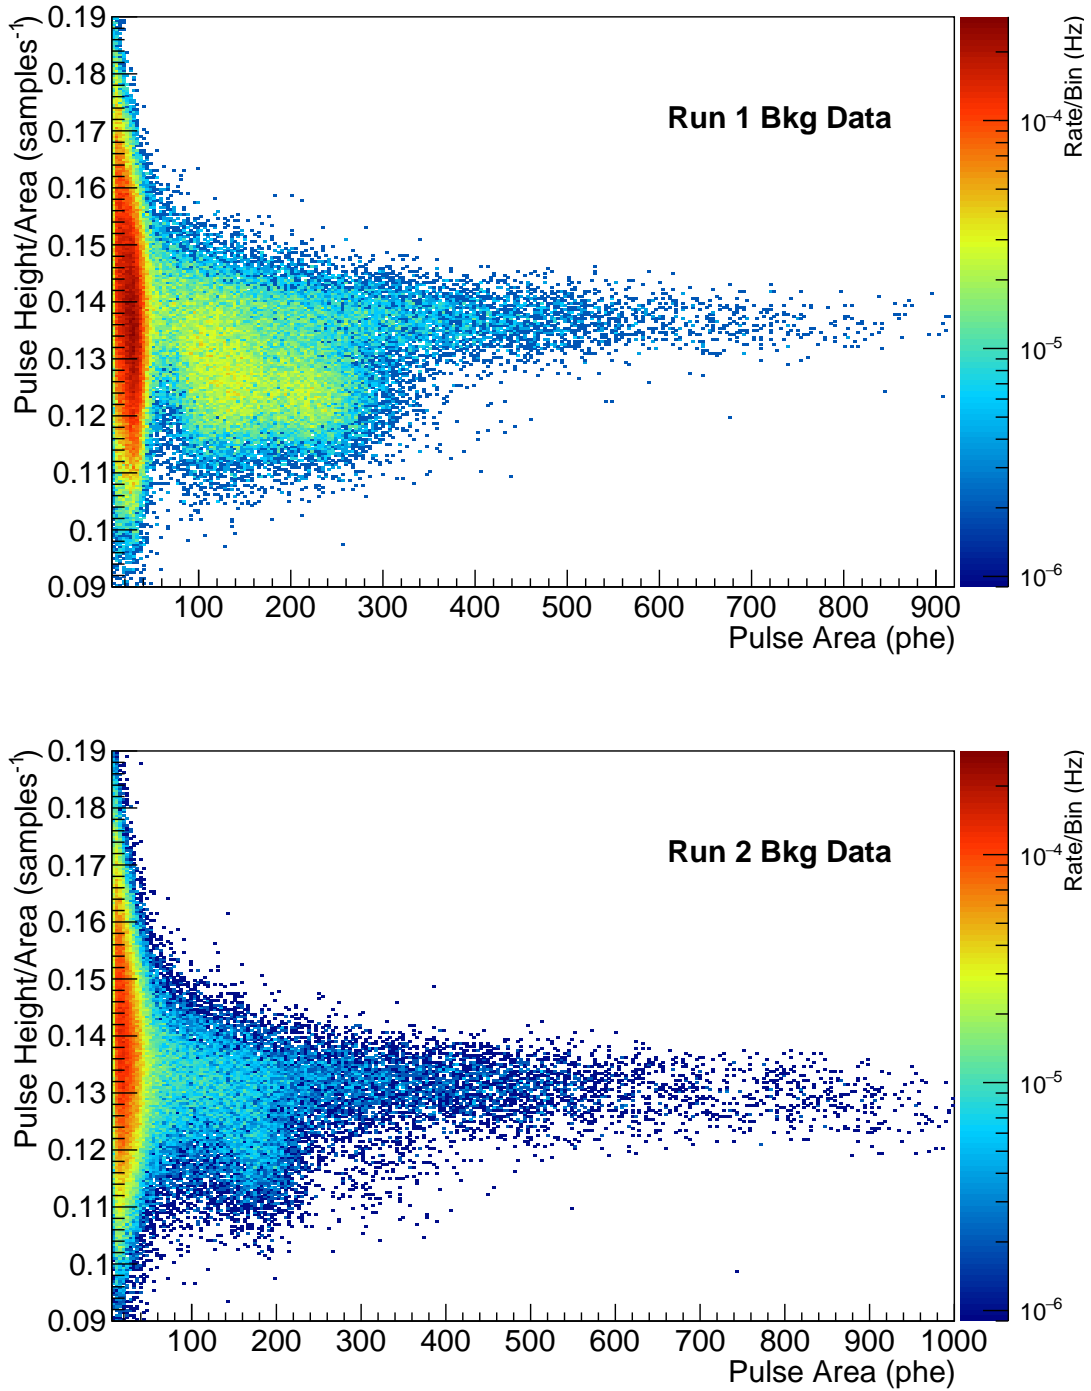 0.19
0.18
0.17
0.16
0.15
0.14
0.13
0.12
0.11
0.1
0.09
Pulse Height/Area (samples⁻¹)
Run 1 Bkg Data
100 200 300 400 500 600 700 800 900
Pulse Area (phe)
Rate/Bin (Hz)
10⁻⁴
10⁻⁵
10⁻⁶
0.19
0.18
0.17
0.16
0.15
0.14
0.13
0.12
0.11
0.1
0.09
Pulse Height/Area (samples⁻¹)
Run 2 Bkg Data
100 200 300 400 500 600 700 800 900 1000
Pulse Area (phe)
Rate/Bin (Hz)
10⁻⁴
10⁻⁵
10⁻⁶